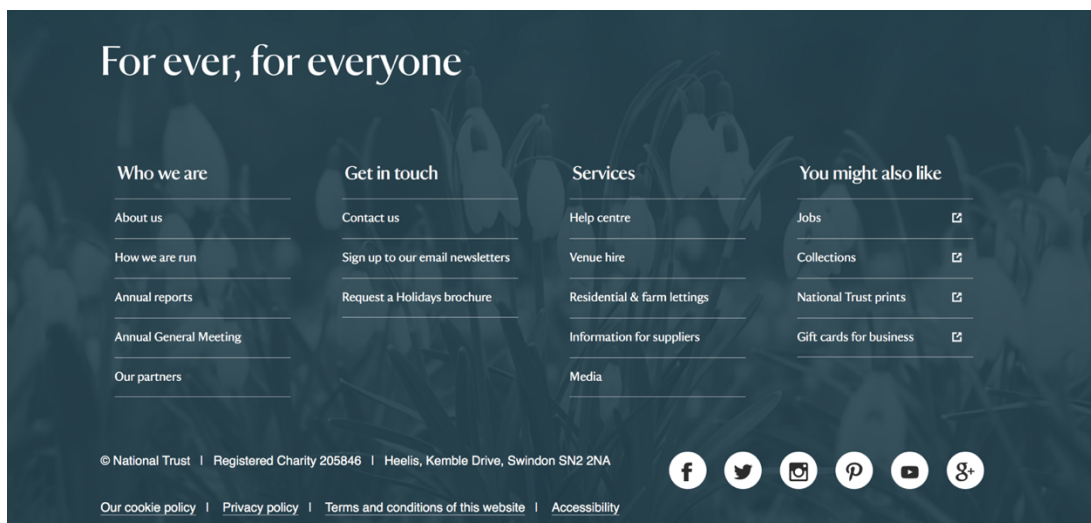 For ever, for everyone
Who we are
About us
How we are run
Annual reports
Annual General Meeting
Our partners
Get in touch
Contact us
Sign up to our email newsletters
Request a Holidays brochure
Services
Help centre
Venue hire
Residential & farm lettings
Information for suppliers
Media
You might also like
Jobs
Collections
National Trust prints
Gift cards for business
© National Trust | Registered Charity 205846 | Heelis, Kemble Drive, Swindon SN2 2NA
Our cookie policy | Privacy policy | Terms and conditions of this website | Accessibility